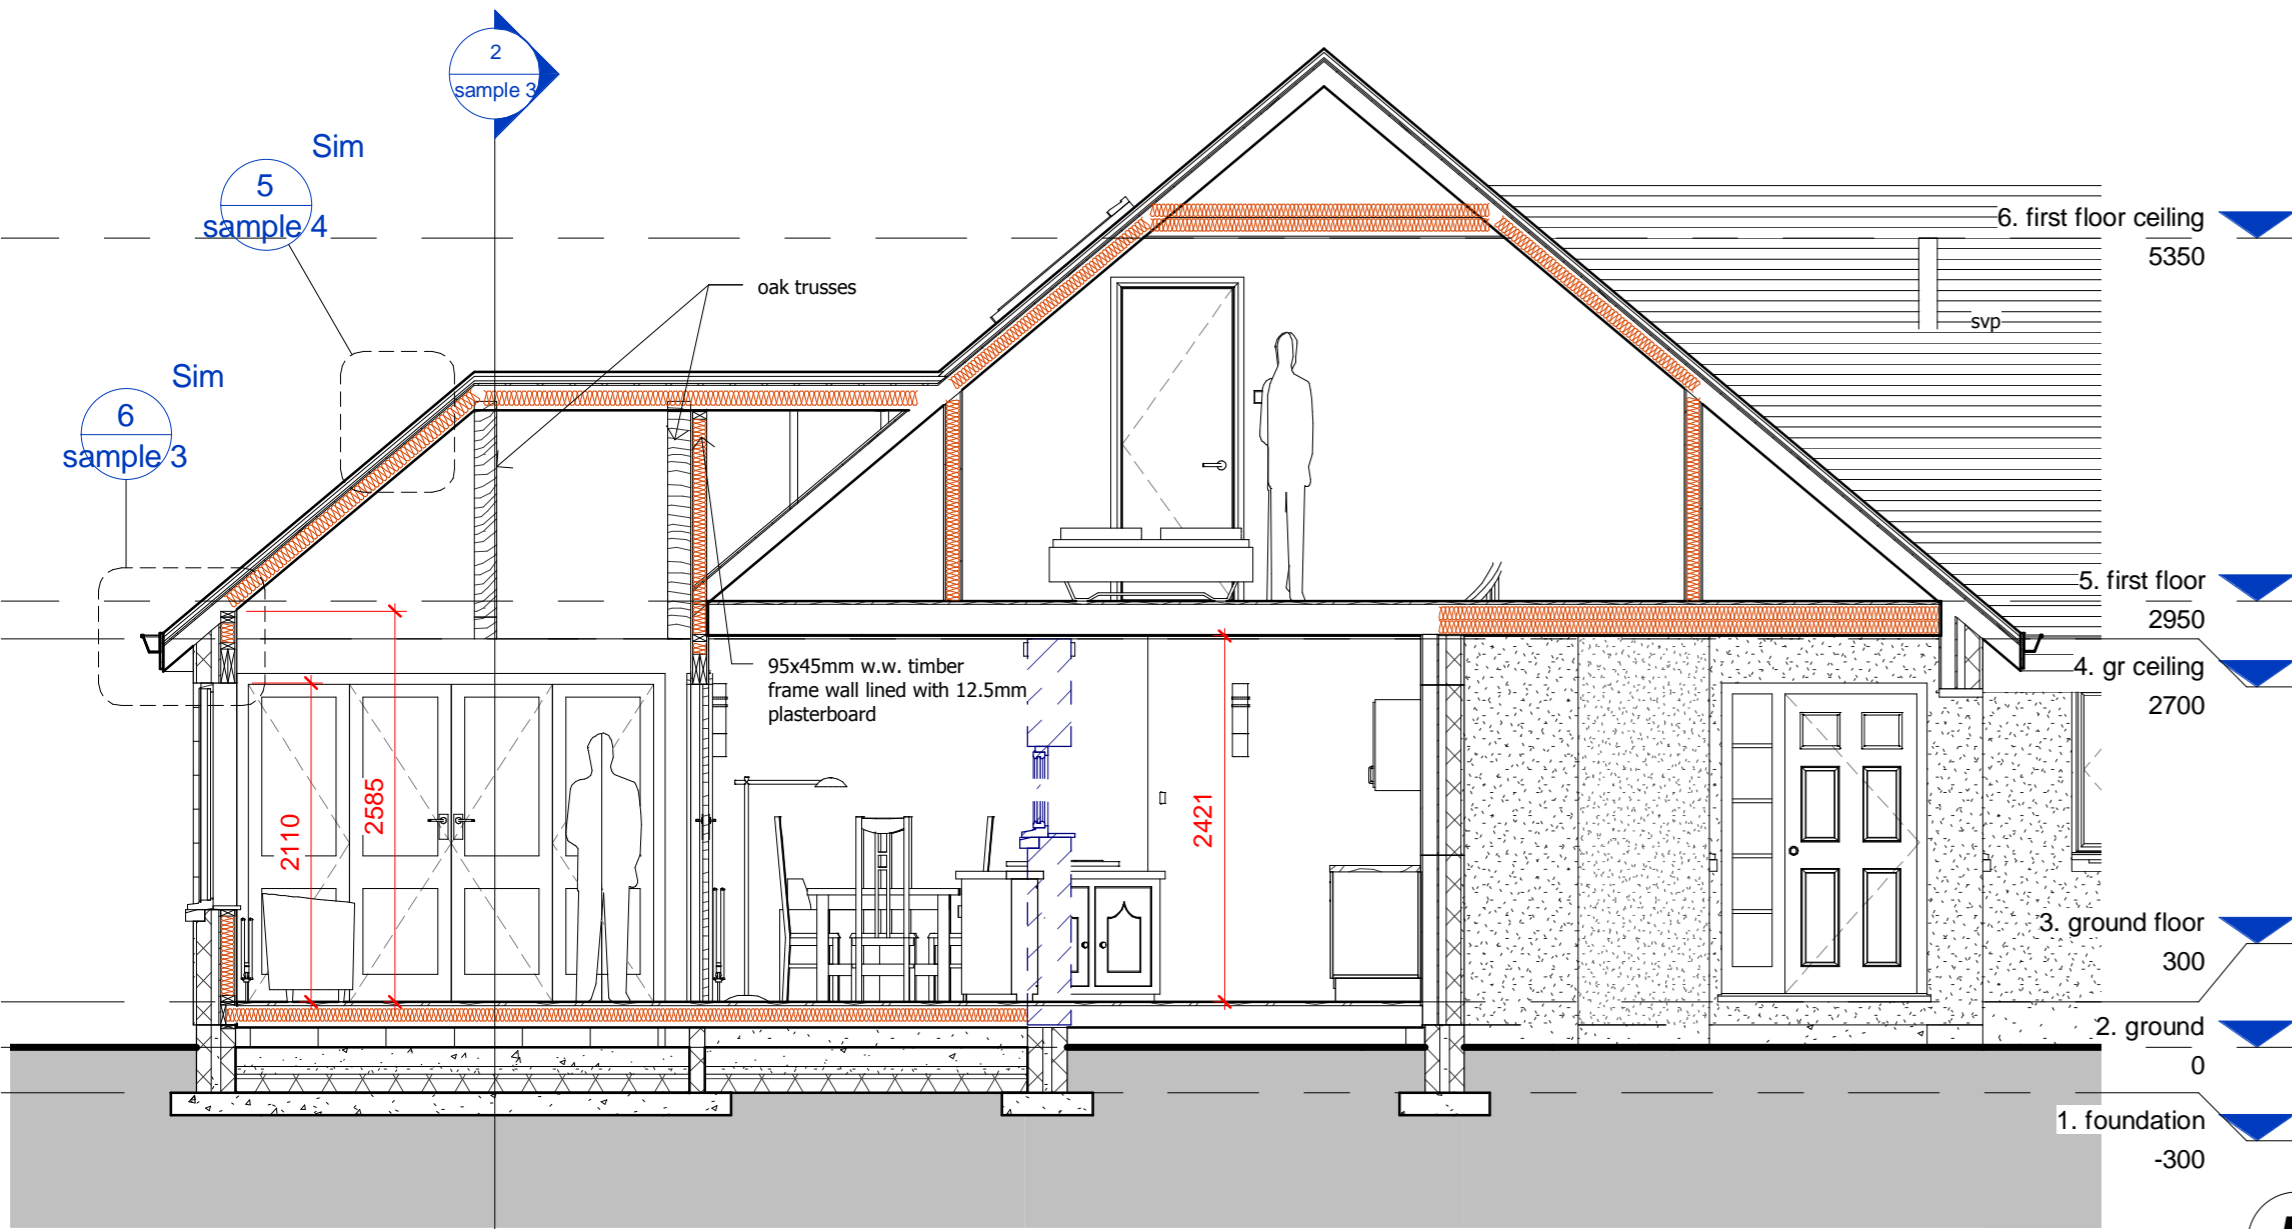 2
sample 3
Sim
5
sample 4
6. first floor ceiling
5350
oak trusses
svp
Sim
6
sample 3
5. first floor
2950
95x45mm w.w. timber
frame wall lined with 12.5mm
plasterboard
4. gr ceiling
2700
2110
2585
2421
3. ground floor
300
2. ground
0
1. foundation
-300